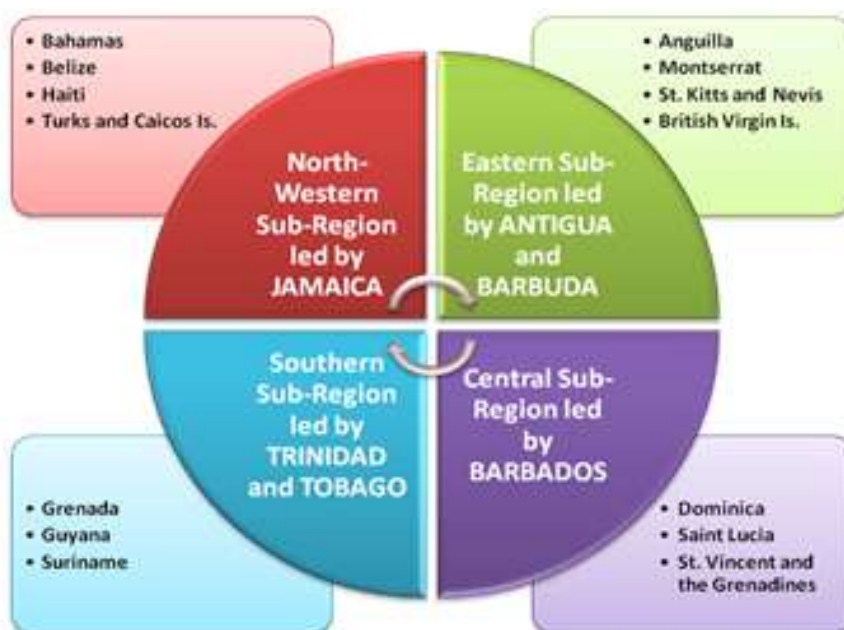 • Bahamas
• Belize
• Haiti
• Turks and Caicos Is.
• Anguilla
• Montserrat
• St. Kitts and Nevis
• British Virgin Is.
North-
Western
Sub-Region
led by
JAMAICA
Eastern Sub-
Region led
by ANTIGUA
and
BARBUDA
Southern
Sub-Region
led by
TRINIDAD
and TOBAGO
Central Sub-
Region led
by
BARBADOS
• Grenada
• Guyana
• Suriname
• Dominica
• Saint Lucia
• St. Vincent and
the Grenadines